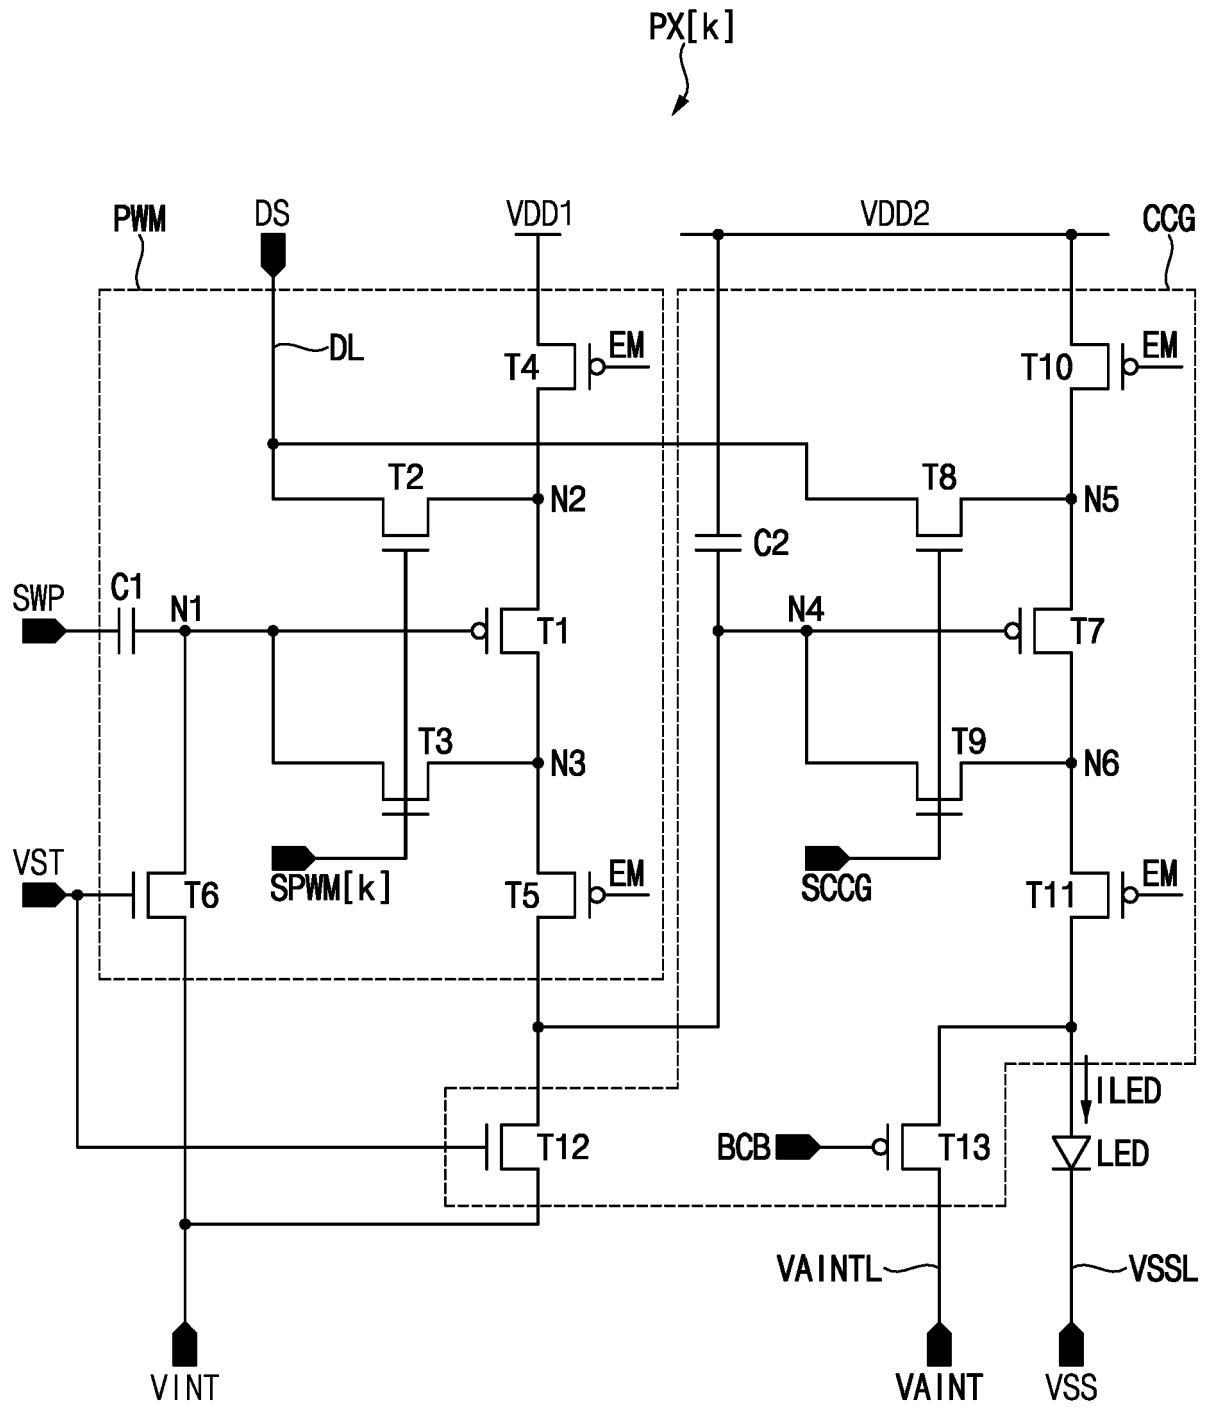 PX[k]
PWM
DS
VDD1
VDD2
CCG
DL
T4
EM
T10
EM
T2
N2
T8
N5
C2
SWP
C1
N1
T1
N4
T7
T3
N3
T9
N6
VST
T6
SPWM[k]
T5
EM
SCCG
T11
EM
ILED
T12
BCB
T13
LED
VAINTL
VSSL
VINT
VAINT
VSS